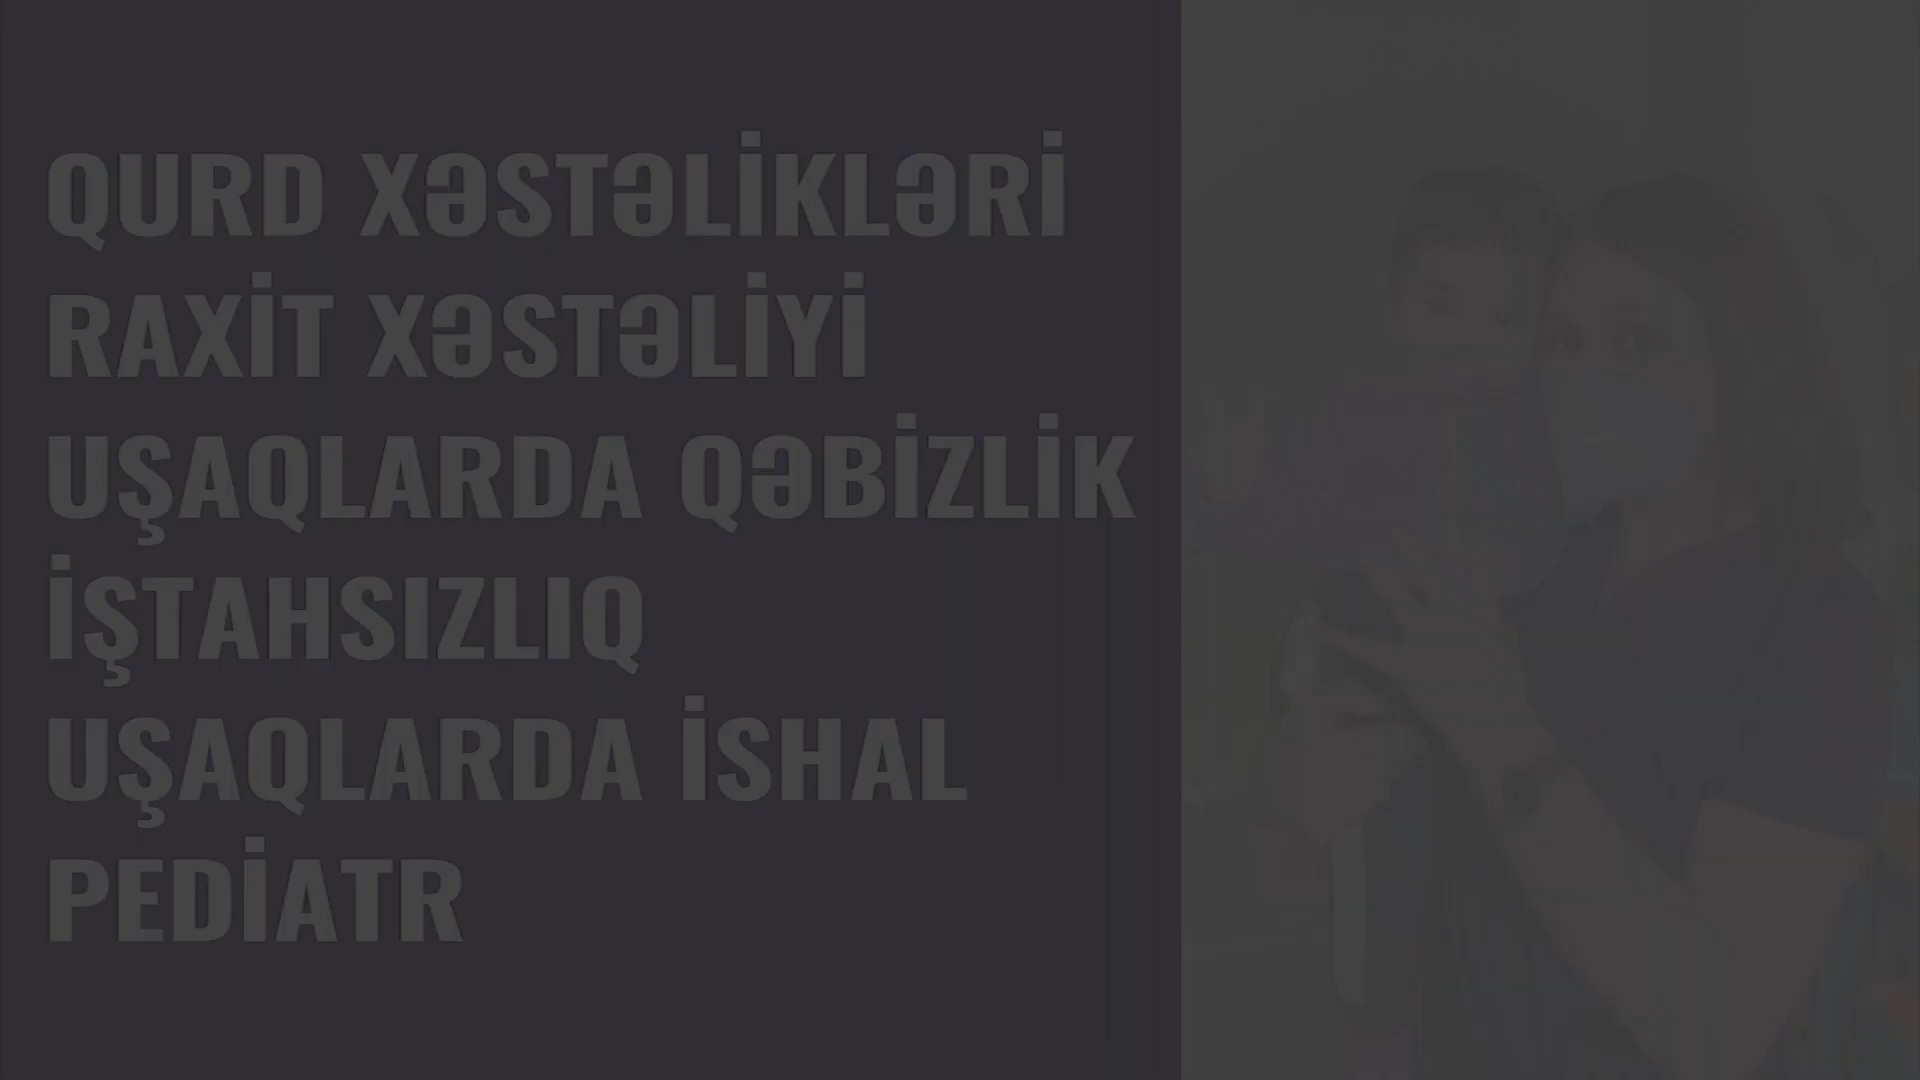 QURD XƏSTƏLİKLƏRİ
RAXİT XƏSTƏLİYİ
UŞAQLARDA QƏBİZLİK
İŞTAHSIZLIQ
UŞAQLARDA İSHAL
PEDİATR